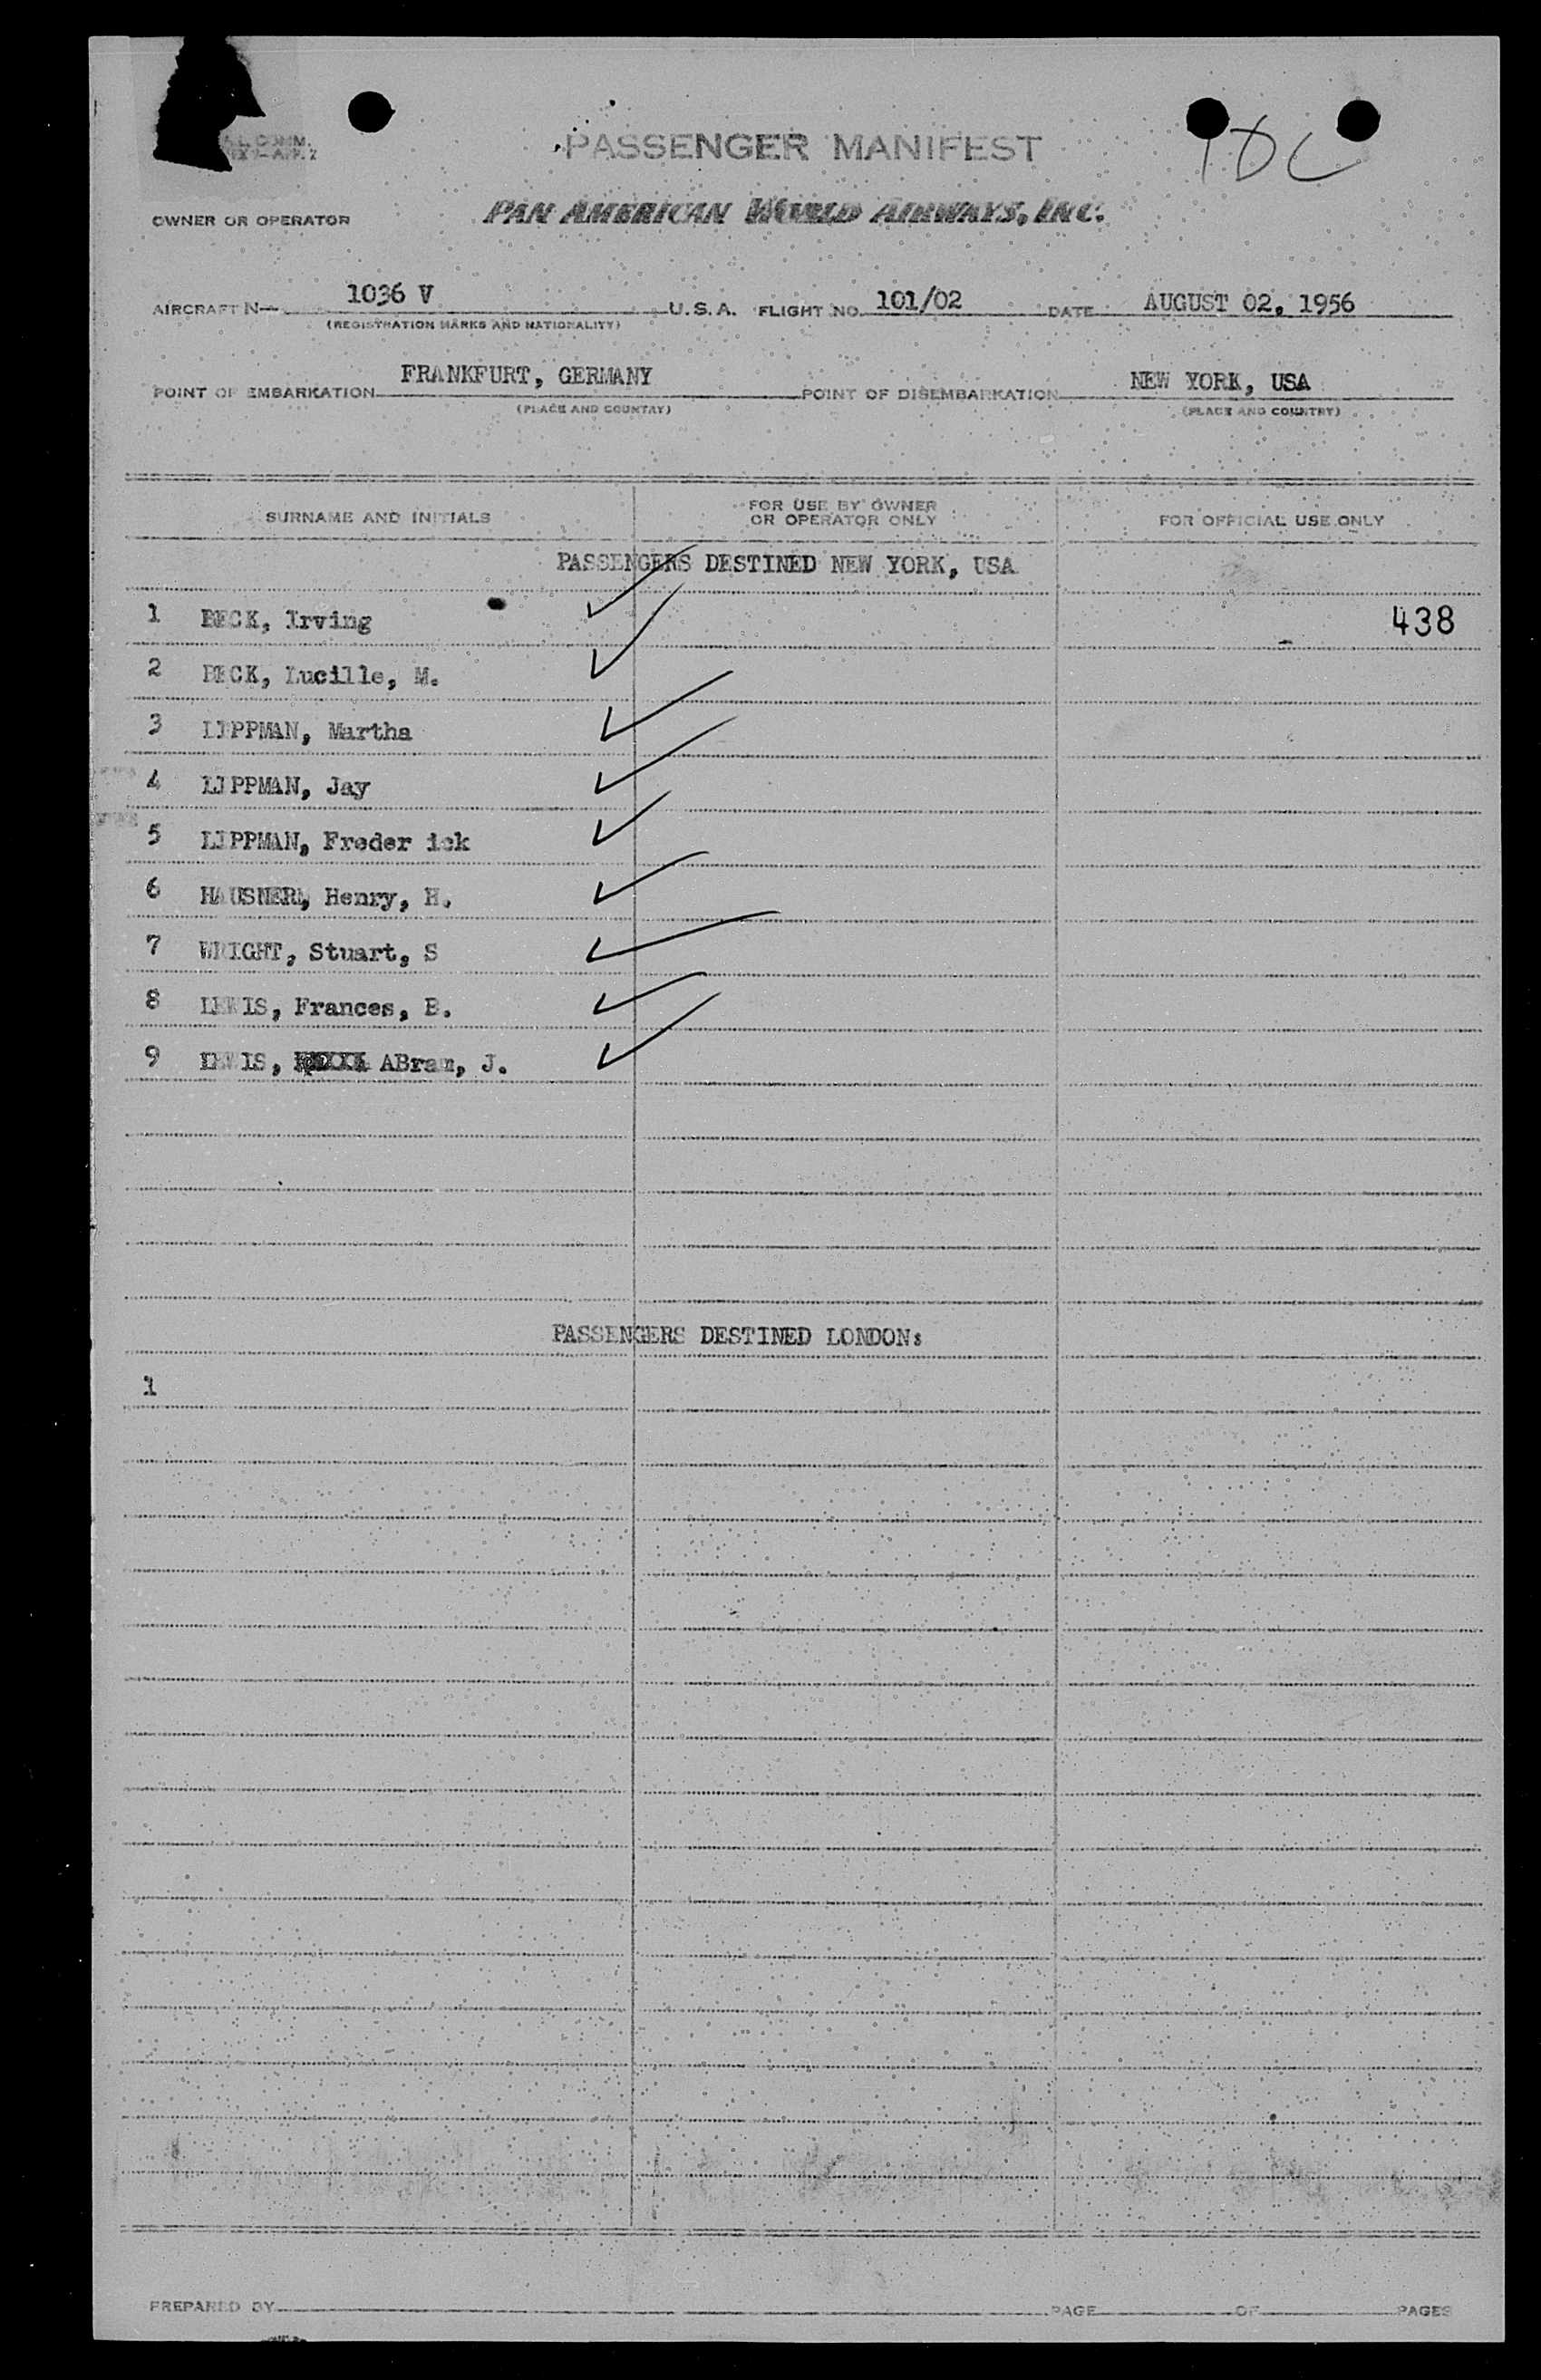 PASSENGER MANIFEST
IDC
OWNER OR OPERATOR PAN AMERICAN WORLD AIRWAYS, INC.
AIRCRAFT N— 1036 V U. S. A. FLIGHT NO. 101/02 DATE AUGUST 02, 1956
(REGISTRATION MARKS AND NATIONALITY)
POINT OF EMBARKATION FRANKFURT, GERMANY POINT OF DISEMBARKATION NEW YORK, USA
(PLACE AND COUNTRY) (PLACE AND COUNTRY)
SURNAME AND INITIALS FOR USE BY OWNER OR OPERATOR ONLY FOR OFFICIAL USE ONLY
PASSENGERS DESTINED NEW YORK, USA
1 BECK, Irving 438
2 BECK, Lucille, M.
3 LIPPMAN, Martha
4 LIPPMAN, Jay
5 LIPPMAN, Freder ick
6 HAUSNER, Henry, H.
7 WRIGHT, Stuart, S
8 LEWIS, Frances, B.
9 LEWIS, ABram, J.
PASSENGERS DESTINED LONDON:
1
PREPARED BY PAGE OF PAGES